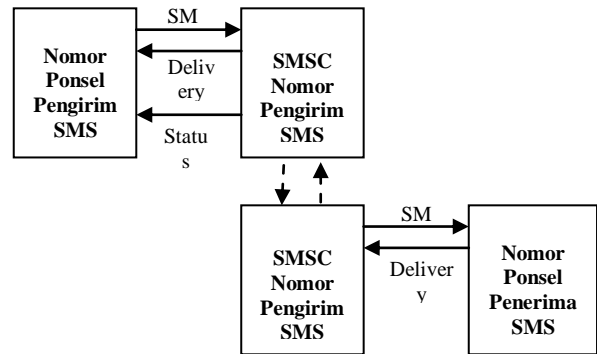 SM
Nomor
Ponsel
Pengirim
SMS
Deliv
ery
Statu
s
SMSC
Nomor
Pengirim
SMS
SMSC
Nomor
Pengirim
SMS
SM
Deliver
y
Nomor
Ponsel
Penerima
SMS